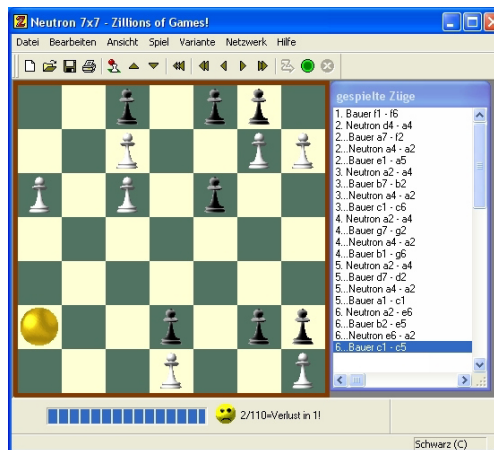 Neutron 7x7 - Zillions of Games!
Datei Bearbeiten Ansicht Spiel Variante Netzwerk Hilfe
gespielte Züge
1. Bauer f1 - f6
2. Neutron d4 - a4
2...Bauer a7 - f2
2...Neutron a4 - a2
2...Bauer e1 - a5
3. Neutron a2 - a4
3...Bauer b7 - b2
3...Neutron a4 - a2
3...Bauer c1 - c6
4. Neutron a2 - a4
4...Bauer g7 - g2
4...Neutron a4 - a2
4...Bauer b1 - g6
5. Neutron a2 - a4
5...Bauer d7 - d2
5...Neutron a4 - a2
5...Bauer a1 - c1
6. Neutron a2 - e6
6...Bauer b2 - e5
6...Neutron e6 - a2
6...Bauer c1 - c5
2/110=Verlust in 1!
Schwarz (C)